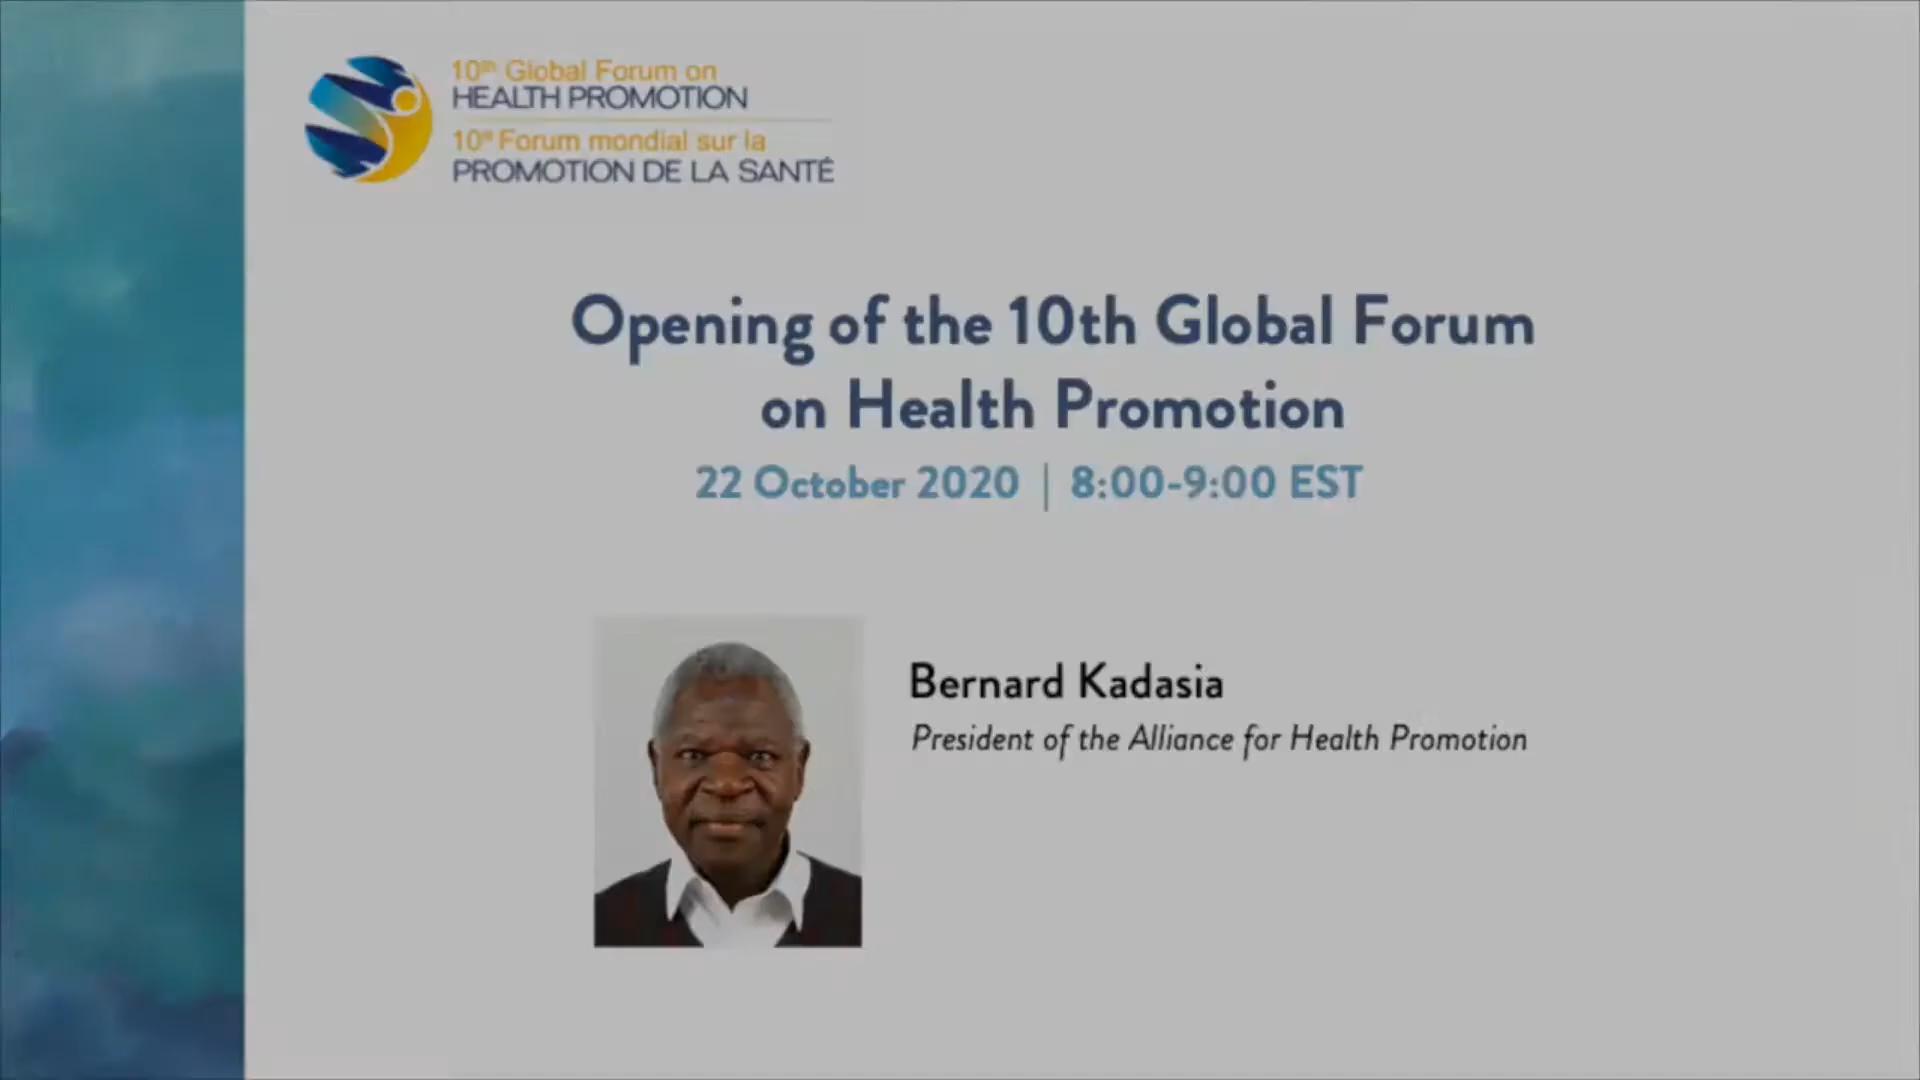 10th Global Forum on
HEALTH PROMOTION
10e Forum mondial sur la
PROMOTION DE LA SANTÉ
Opening of the 10th Global Forum
on Health Promotion
22 October 2020 | 8:00-9:00 EST
Bernard Kadasia
President of the Alliance for Health Promotion